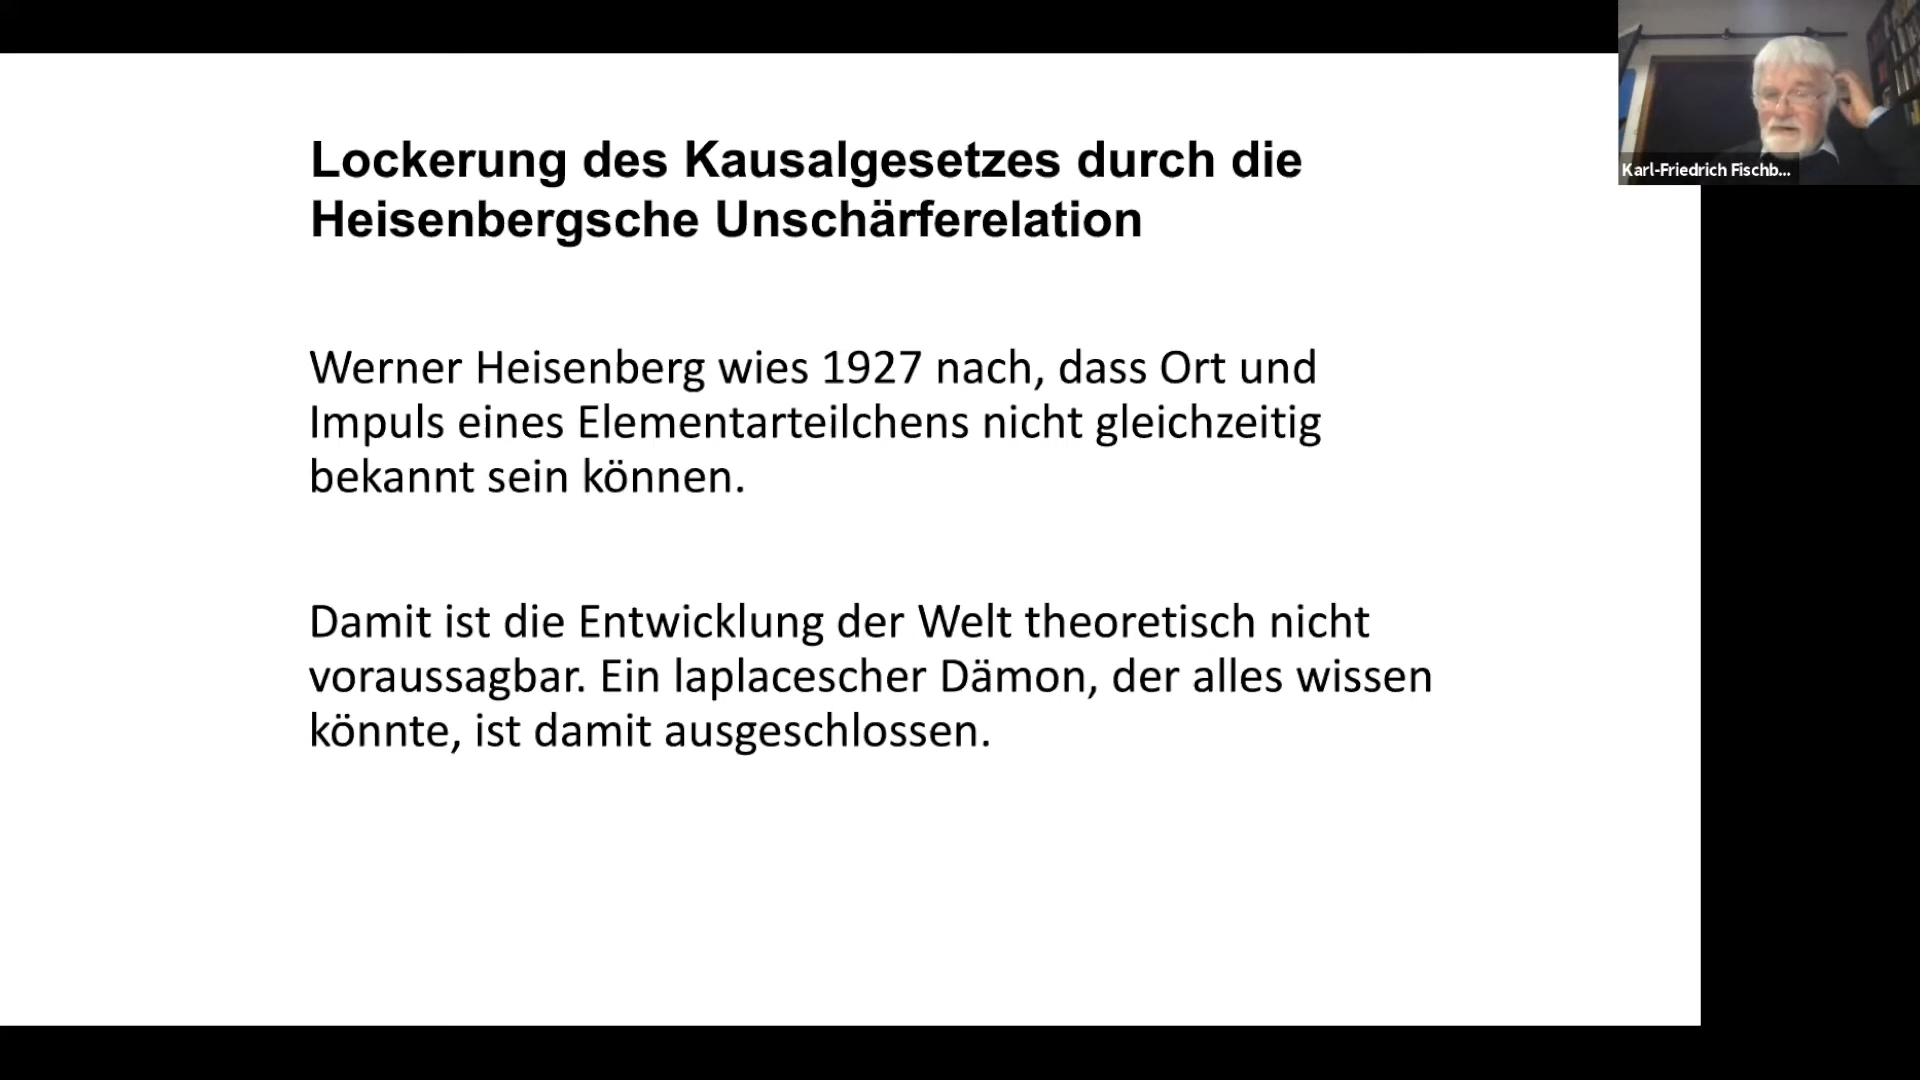 Lockerung des Kausalgesetzes durch die
Heisenbergsche Unschärferelation
Werner Heisenberg wies 1927 nach, dass Ort und
Impuls eines Elementarteilchens nicht gleichzeitig
bekannt sein können.
Damit ist die Entwicklung der Welt theoretisch nicht
voraussagbar. Ein laplacescher Dämon, der alles wissen
könnte, ist damit ausgeschlossen.
Karl-Friedrich Fischb...